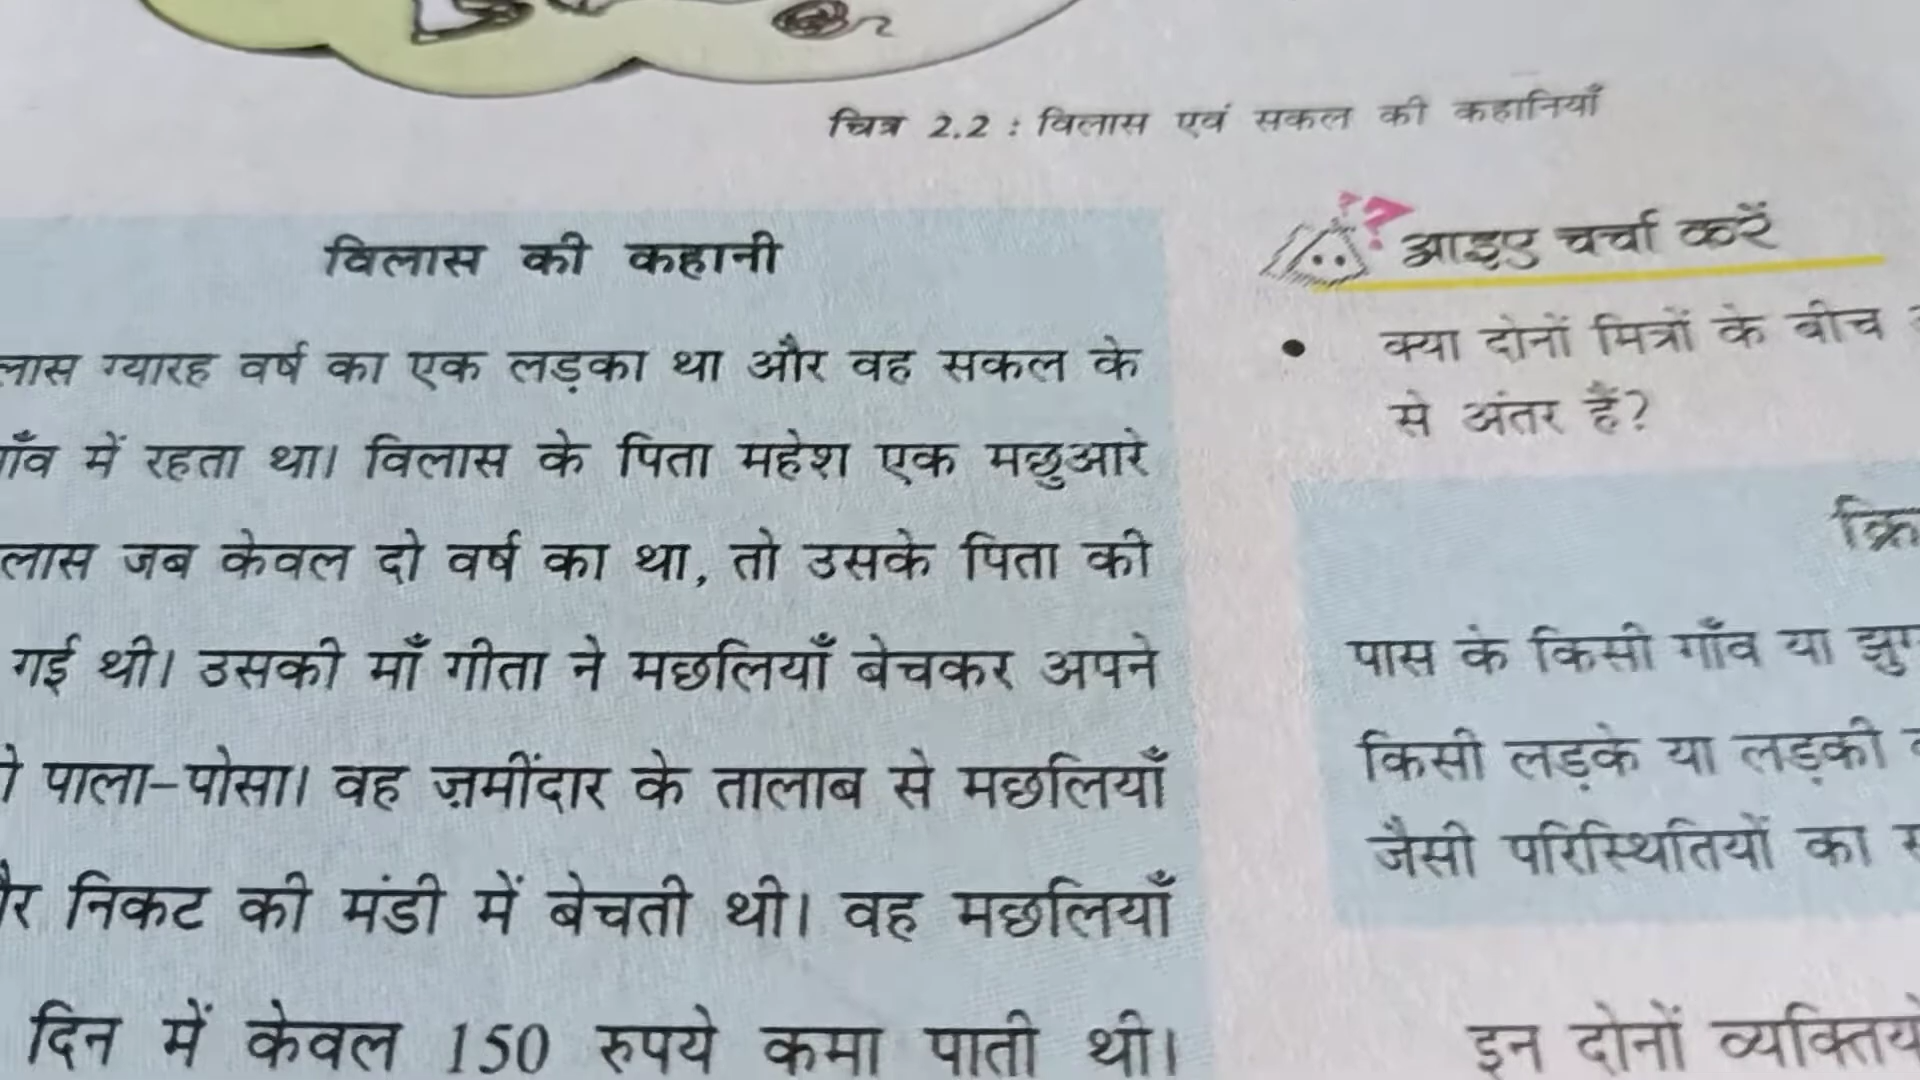 चित्र 2.2 : विलास एवं सकल की कहानियाँ
विलास की कहानी
ग्यारह वर्ष का एक लड़का था और वह सकल के
में रहता था। विलास के पिता महेश एक मछुआरे
जब केवल दो वर्ष का था, तो उसके पिता की
गई थी। उसकी माँ गीता ने मछलियाँ बेचकर अपने
पाला-पोसा। वह ज़मींदार के तालाब से मछलियाँ
निकट की मंडी में बेचती थी। वह मछलियाँ
दिन में केवल 150 रुपये कमा पाती थी।
आइए चर्चा करें
• क्या दोनों मित्रों के बीच
से अंतर हैं?
पास के किसी गाँव या
किसी लड़के या लड़की
जैसी परिस्थितियों का
इन दोनों